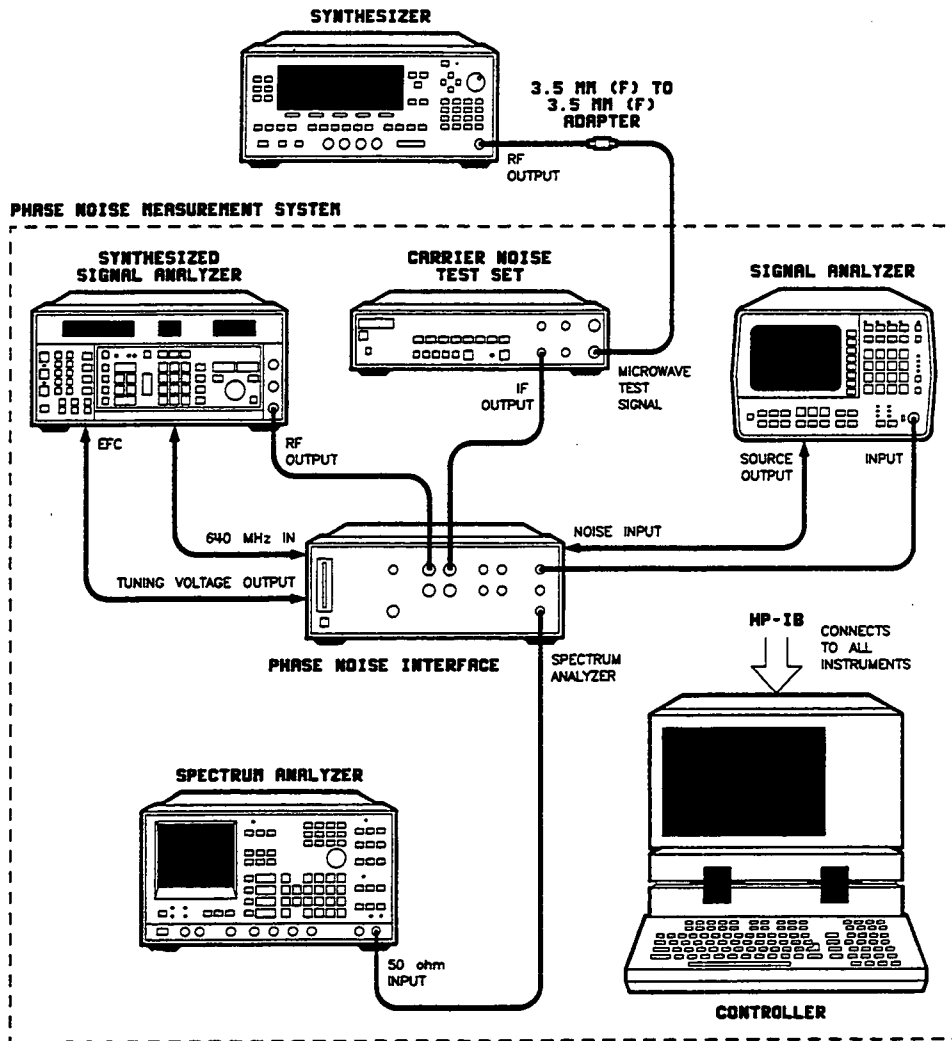 SYNTHESIZER
3.5 MM (F) TO
3.5 MM (F)
ADAPTER
RF
OUTPUT
PHASE NOISE MEASUREMENT SYSTEM
SYNTHESIZED
SIGNAL ANALYZER
CARRIER NOISE
TEST SET
SIGNAL ANALYZER
MICROWAVE
TEST
SIGNAL
IF
OUTPUT
EFC
RF
OUTPUT
SOURCE
OUTPUT
INPUT
640 MHz IN
NOISE INPUT
TUNING VOLTAGE OUTPUT
PHASE NOISE INTERFACE
SPECTRUM
ANALYZER
HP-IB
CONNECTS
TO ALL
INSTRUMENTS
SPECTRUM ANALYZER
50 ohm
INPUT
CONTROLLER